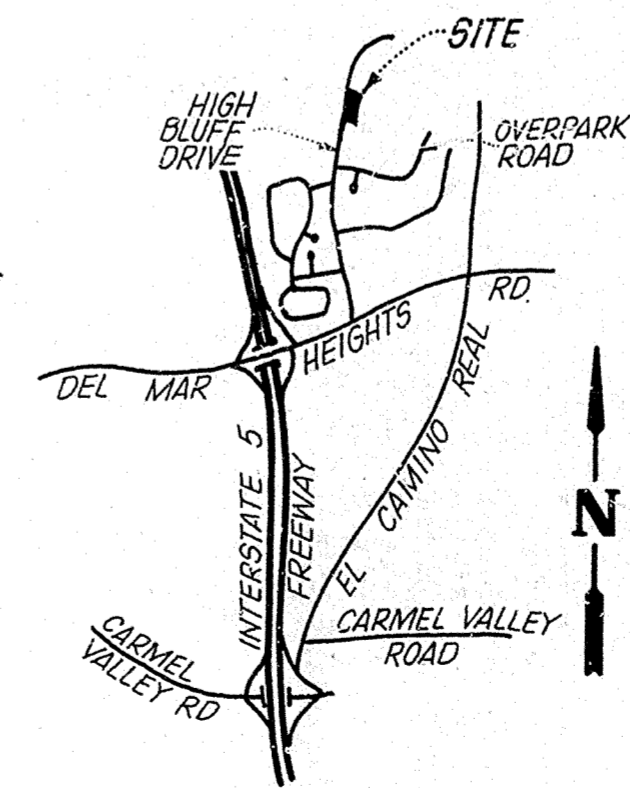 SITE
HIGH
BLUFF
DRIVE
OVERPARK
ROAD
DEL MAR HEIGHTS RD.
INTERSTATE 5
FREEWAY
EL CAMINO REAL
N
CARMEL VALLEY
ROAD
CARMEL
VALLEY RD